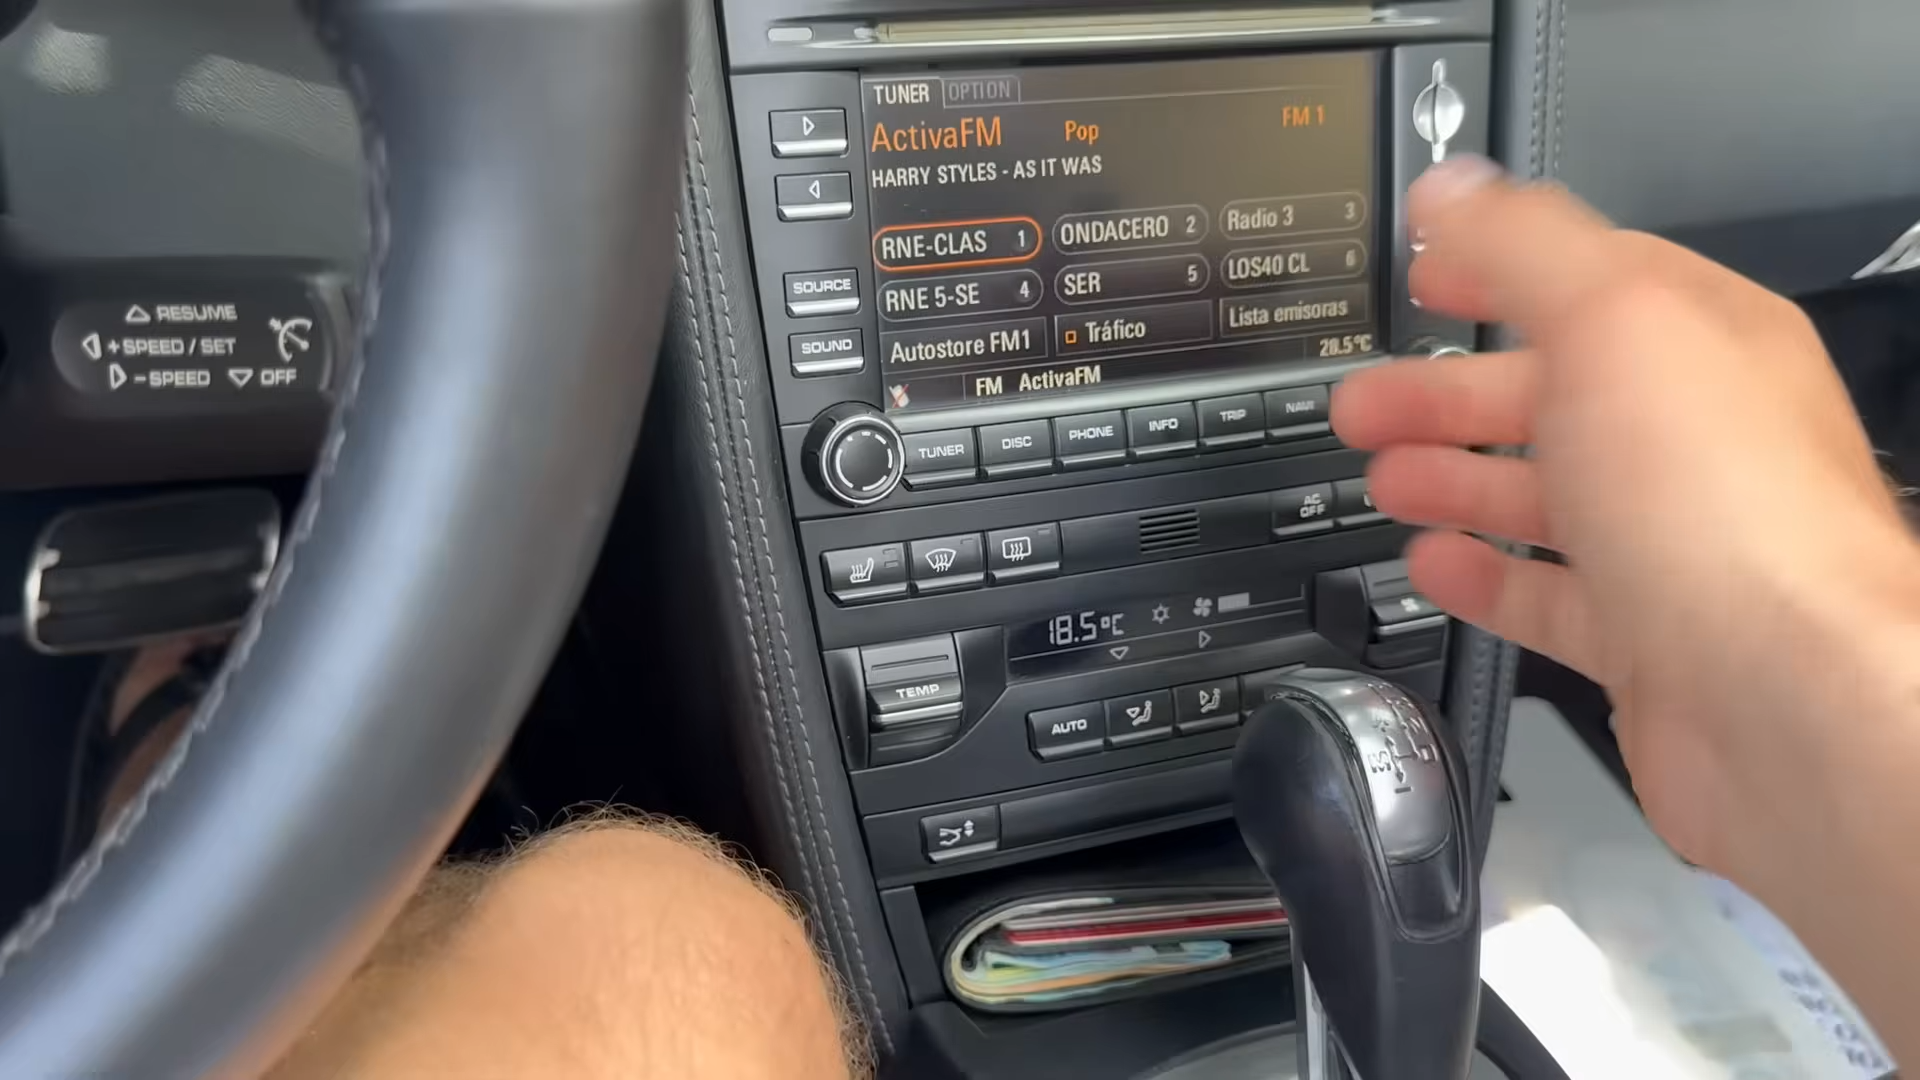 TUNER OPTION
ActivaFM Pop FM 1
HARRY STYLES - AS IT WAS
RNE-CLAS 1 ONDACERO 2 Radio 3 3
RNE 5-SE 4 SER 5 LOS40 CL 6
Autostore FM1 Tráfico Lista emisoras
28.5°C
FM ActivaFM
SOURCE
SOUND
RESUME
+ SPEED / SET
- SPEED OFF
TUNER DISC PHONE INFO TRIP NAVI
AC OFF
18.5°C
TEMP
AUTO
M